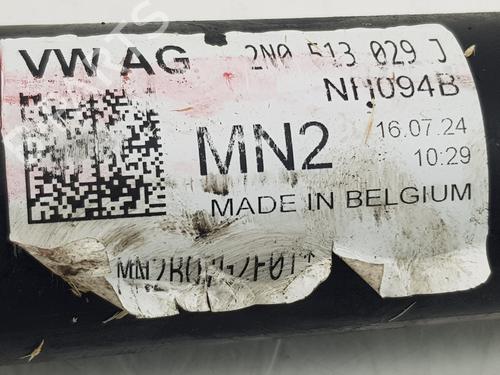 VW AG 2N0 513 029 J
NH094B
MN2
16.07.24
10:29
MADE IN BELGIUM